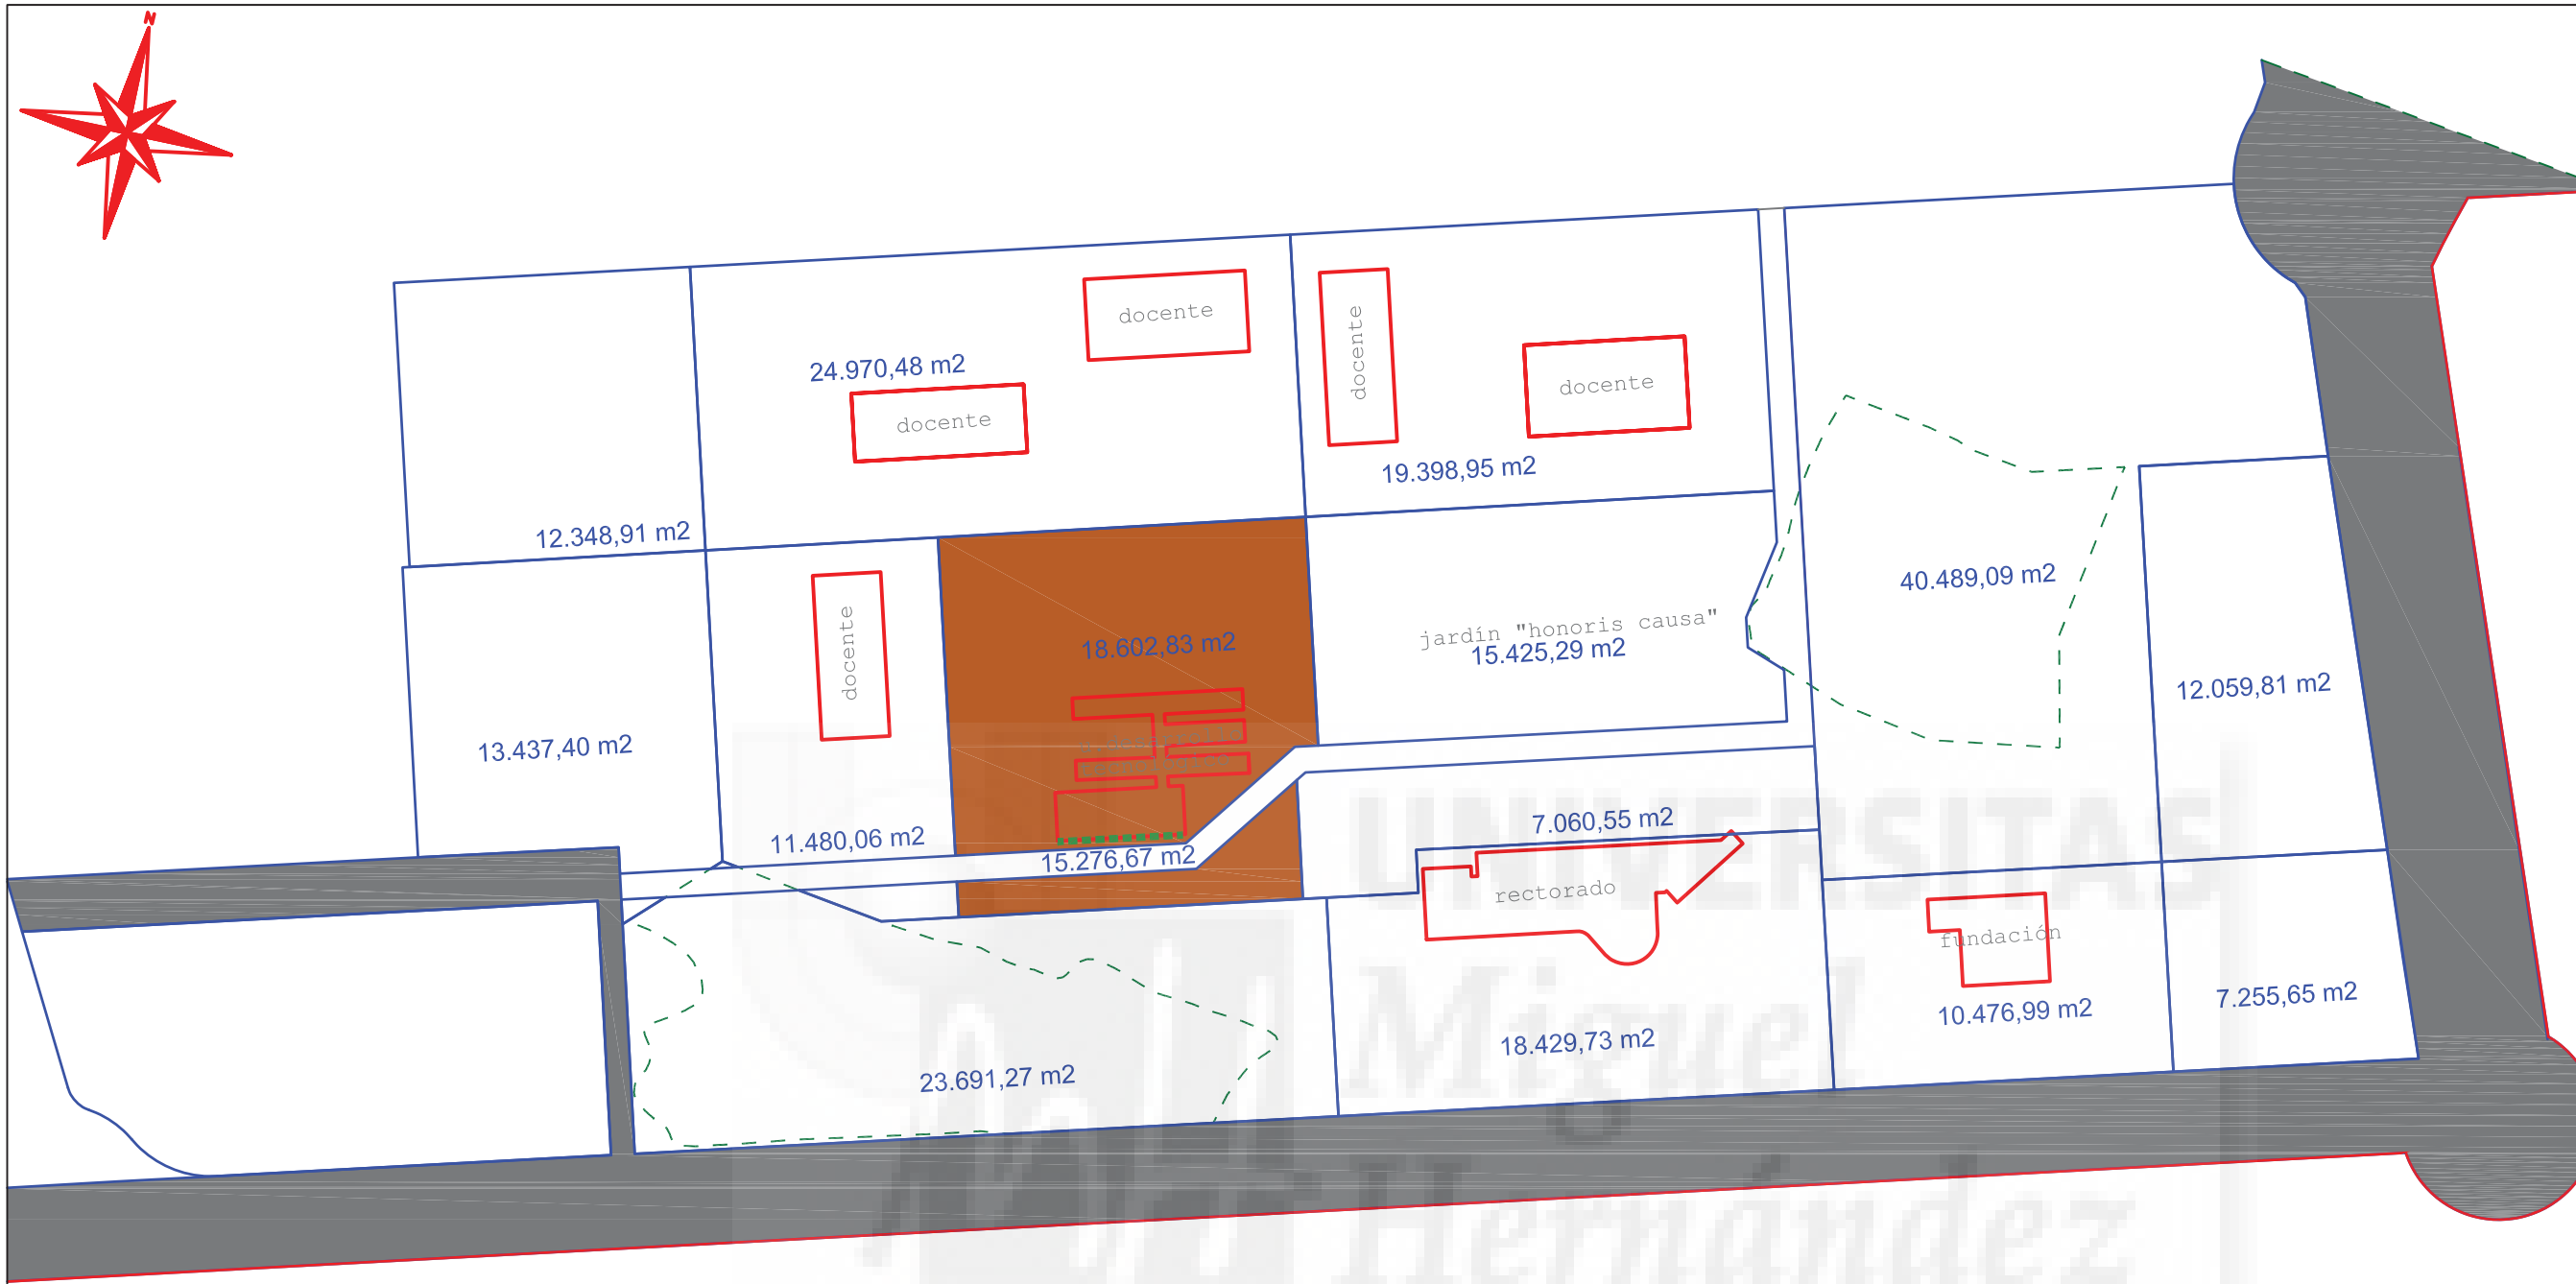 N
docente
docente
24.970,48 m2
docente
docente
19.398,95 m2
12.348,91 m2
40.489,09 m2
docente
18.602,83 m2
jardín "honoris causa"
15.425,29 m2
12.059,81 m2
13.437,40 m2
11.480,06 m2
15.276,67 m2
7.060,55 m2
rectorado
fundación
7.255,65 m2
10.476,99 m2
18.429,73 m2
23.691,27 m2
UNIVERSITAS
Miguel
Hernández